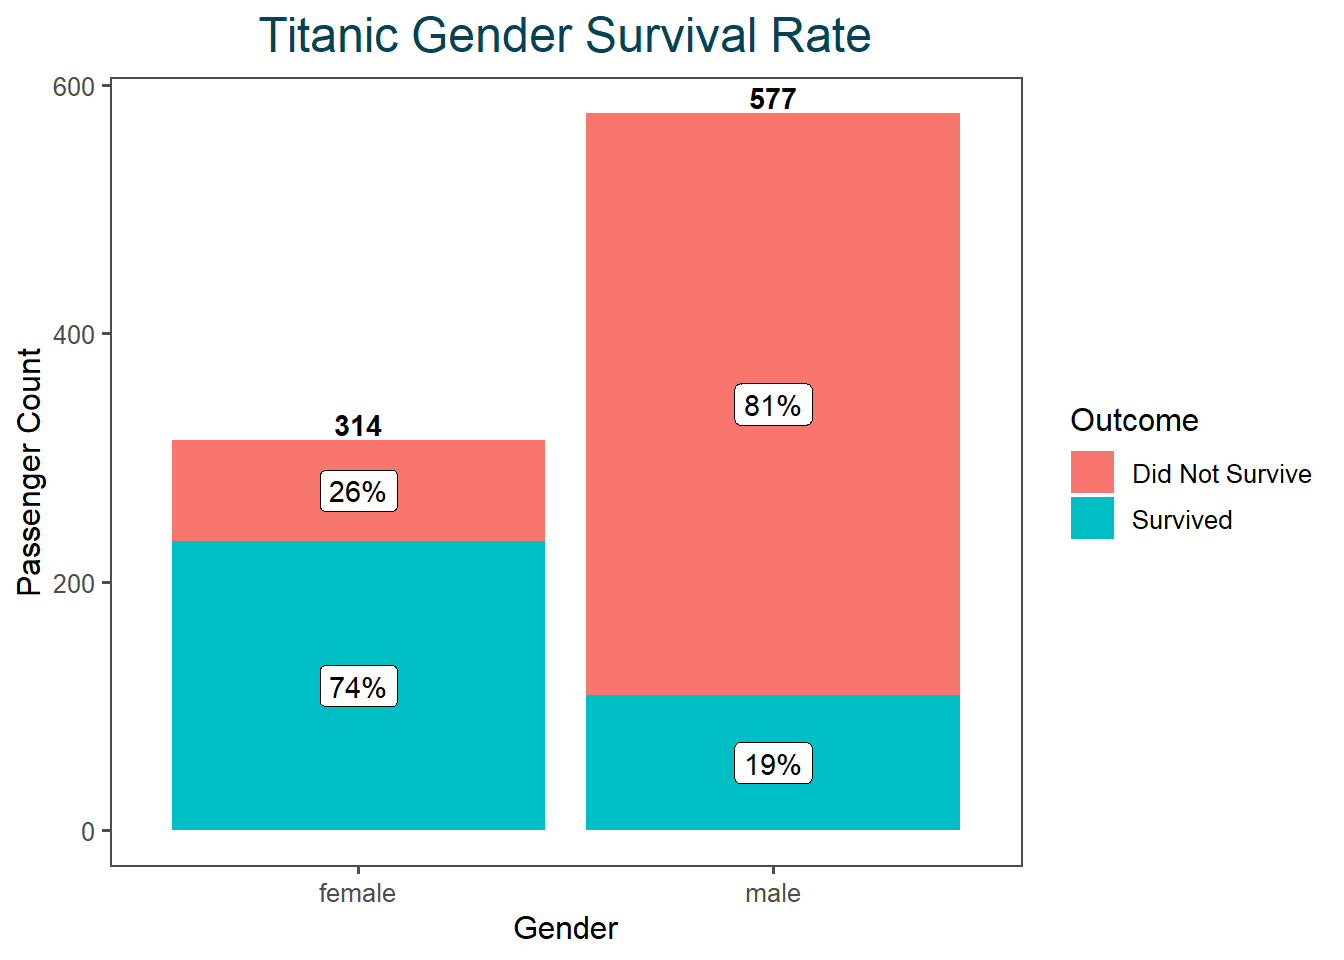 Titanic Gender Survival Rate
600
400
200
0
Passenger Count
314
26%
74%
577
81%
19%
female
male
Gender
Outcome
Did Not Survive
Survived